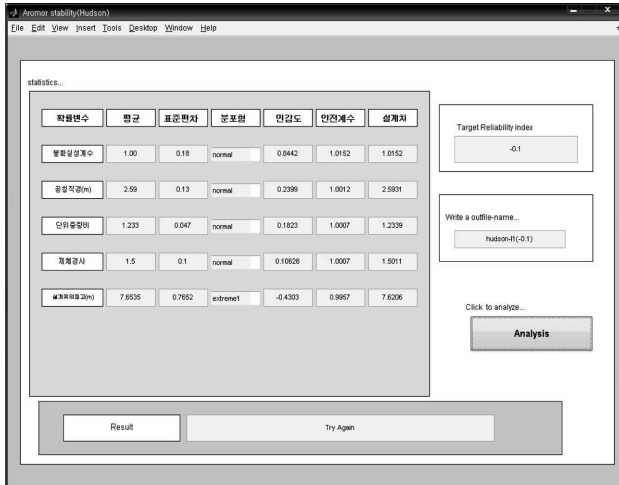 Aromor stability(Hudson)
File Edit View Insert Tools Desktop Window Help
statistics...
확률변수 평균 표준편차 분포형 민감도 안전계수 설계치
불확실성계수 1.00 0.18 normal 0.8442 1.0152 1.0152
공칭직경(m) 2.59 0.13 normal 0.2399 1.0012 2.5931
단위중량비 1.233 0.047 normal 0.1823 1.0007 1.2339
제체경사 1.5 0.1 normal 0.10628 1.0007 1.5011
설계유의파고(m) 7.6535 0.7652 extreme1 -0.4303 0.9957 7.6206
Target Reliability index
-0.1
Write a outfile-name...
hudson-l1(-0.1)
Click to analyze...
Analysis
Result Try Again